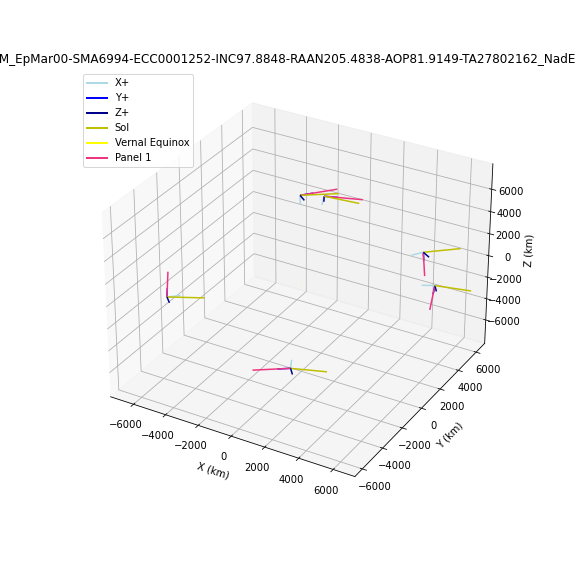 M_EpMar00-SMA6994-ECC0001252-INC97.8848-RAAN205.4838-AOP81.9149-TA27802162_NadE
X+
Y+
Z+
Sol
Vernal Equinox
Panel 1
6000
4000
2000
0
−2000
−4000
−6000
Z (km)
6000
4000
2000
0
−2000
−4000
−6000
Y (km)
−6000
−4000
−2000
0
2000
4000
6000
X (km)